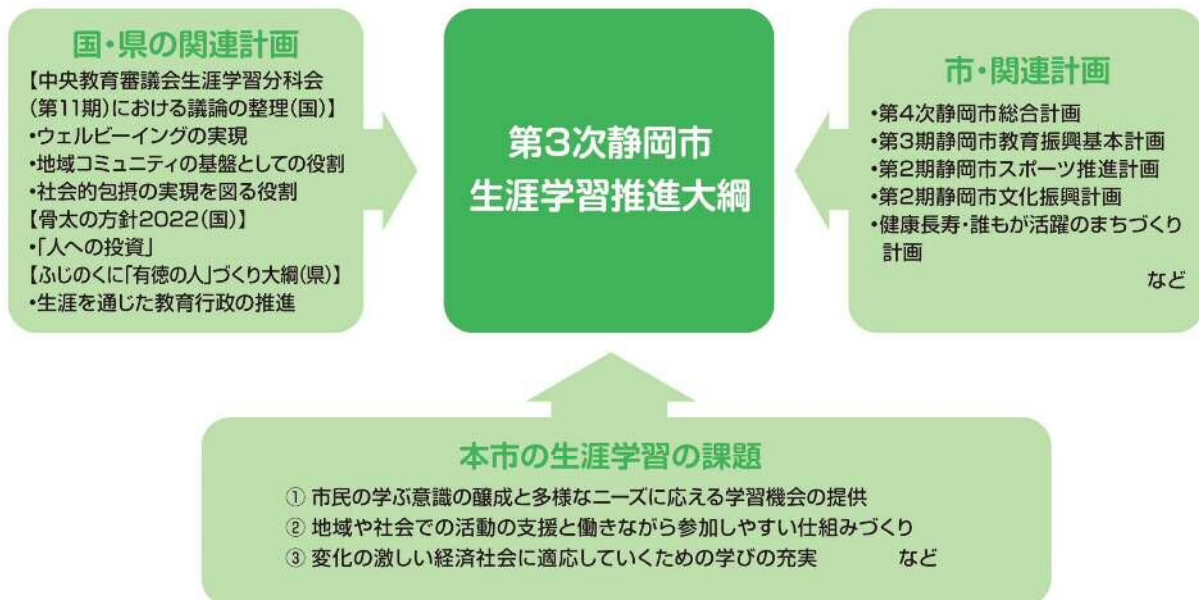 国・県の関連計画
【中央教育審議会生涯学習分科会
(第11期)における議論の整理(国)】
・ウェルビーイングの実現
・地域コミュニティの基盤としての役割
・社会的包摂の実現を図る役割
【骨太の方針2022(国)】
・「人への投資」
【ふじのくに「有徳の人」づくり大綱(県)】
・生涯を通じた教育行政の推進
第3次静岡市
生涯学習推進大綱
市・関連計画
・第4次静岡市総合計画
・第3期静岡市教育振興基本計画
・第2期静岡市スポーツ推進計画
・第2期静岡市文化振興計画
・健康長寿・誰もが活躍のまちづくり
計画
など
本市の生涯学習の課題
① 市民の学ぶ意識の醸成と多様なニーズに応える学習機会の提供
② 地域や社会での活動の支援と働きながら参加しやすい仕組みづくり
③ 変化の激しい経済社会に適応していくための学びの充実 など